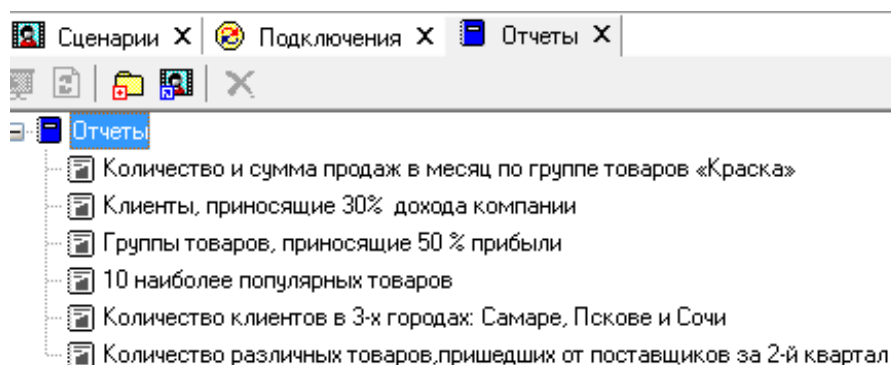 Сценарии X Подключения X Отчеты X
Отчеты
Количество и сумма продаж в месяц по группе товаров «Краска»
Клиенты, приносящие 30% дохода компании
Группы товаров, приносящие 50 % прибыли
10 наиболее популярных товаров
Количество клиентов в 3-х городах: Самаре, Пскове и Сочи
Количество различных товаров,пришедших от поставщиков за 2-й квартал